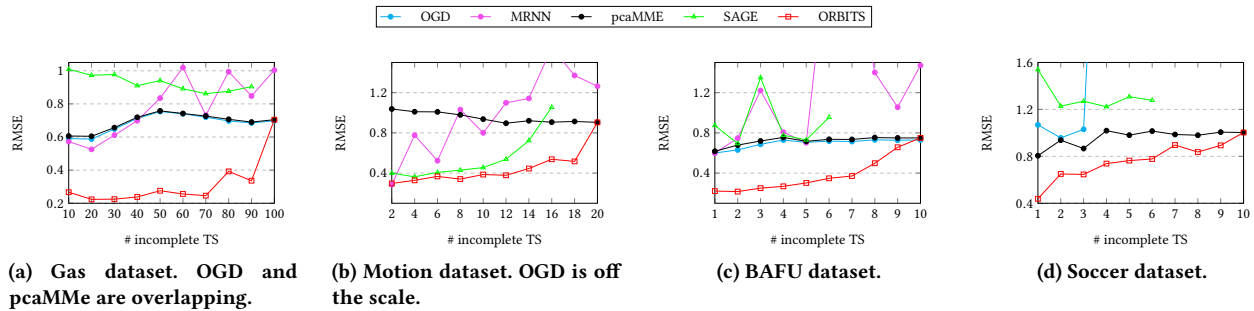 OGD MRNN pcaMME SAGE ORBITS
1
0.8
0.6
0.4
0.2
RMSE
10 20 30 40 50 60 70 80 90 100
# incomplete TS
(a) Gas dataset. OGD and
pcaMMe are overlapping.
1.2
0.8
0.4
RMSE
2 4 6 8 10 12 14 16 18 20
# incomplete TS
(b) Motion dataset. OGD is off
the scale.
1.2
0.8
0.4
RMSE
1 2 3 4 5 6 7 8 9 10
# incomplete TS
(c) BAFU dataset.
1.6
1.2
0.8
0.4
RMSE
1 2 3 4 5 6 7 8 9 10
# incomplete TS
(d) Soccer dataset.